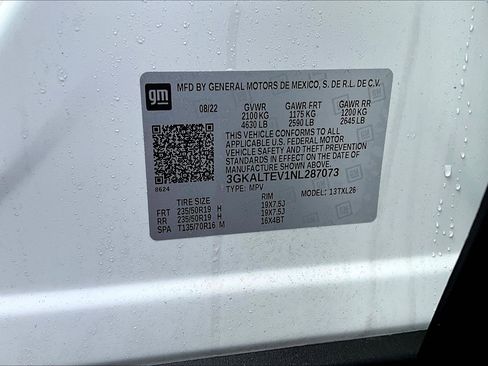 gm
MFD BY GENERAL MOTORS DE MEXICO, S. DE R.L. DE C.V.
08/22 GVWR GAWR FRT GAWR RR
2100 KG 1175 KG 1200 KG
4630 LB 2590 LB 2645 LB
THIS VEHICLE CONFORMS TO ALL
APPLICABLE U.S. FEDERAL MOTOR
VEHICLE SAFETY AND THEFT PREVENTION
STANDARDS IN EFFECT ON THE DATE OF
MANUFACTURE SHOWN ABOVE.
3GKALTEV1NL287073
8624 TYPE: MPV MODEL: 13TXL26
TIRE SIZE RIM
FRT 235/50R19 H 19X7.5J
RR 235/50R19 H 19X7.5J
SPA T135/70R16 M 16X4BT